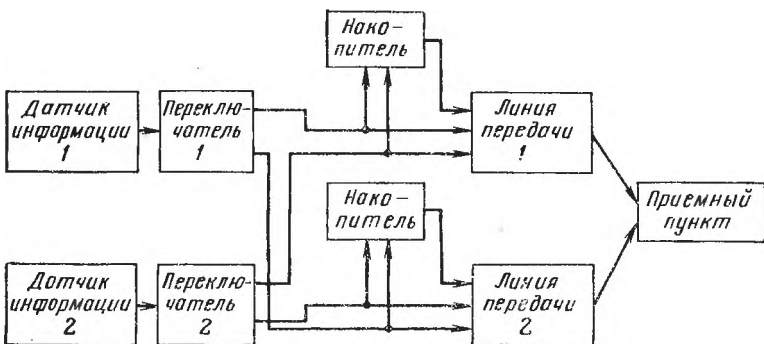 Нако-
питель
Датчик
информации
1
Переклю-
чатель
1
Линия
передачи
1
Нако-
питель
Приемный
пункт
Датчик
информации
2
Переклю-
чатель
2
Линия
передачи
2